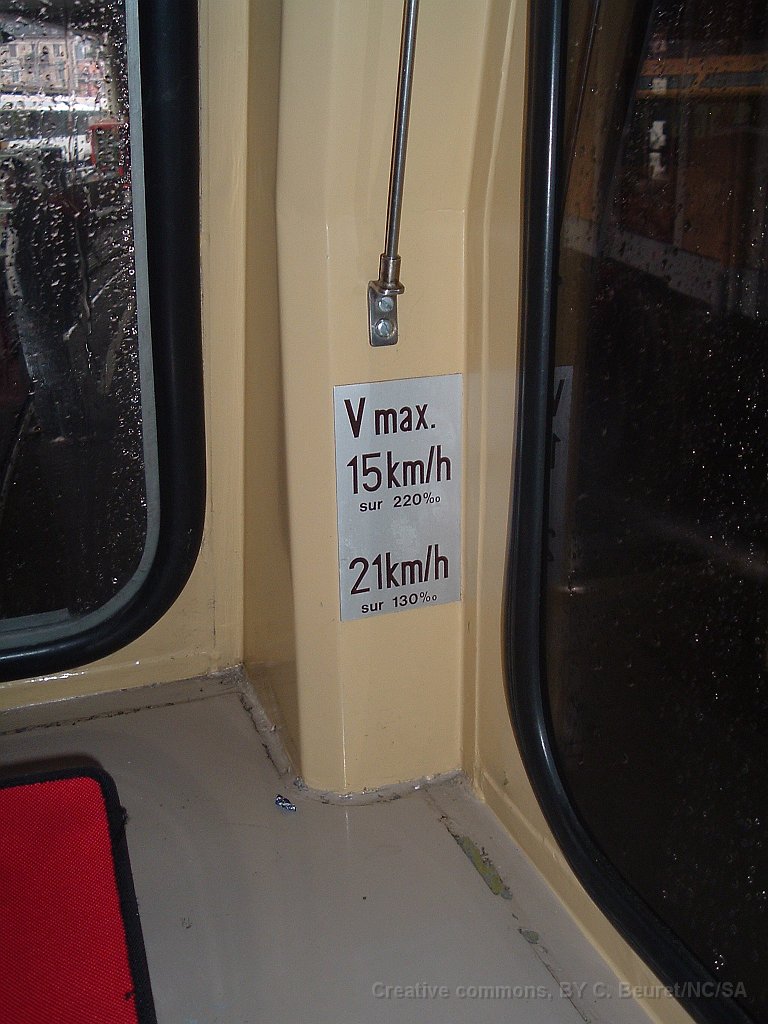 V max.
15km/h
sur 220‰
21km/h
sur 130‰
Creative commons, BY C. Beuret/NC/SA